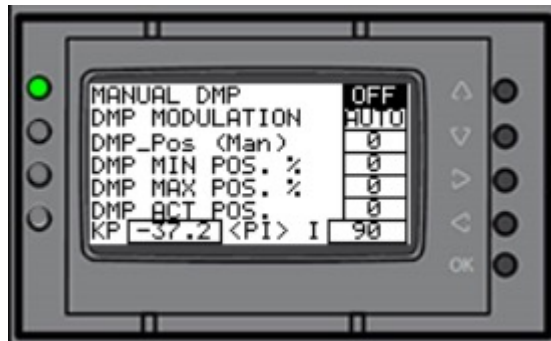 MANUAL DMP OFF
DMP MODULATION AUTO
DMP_Pos (Man) 0
DMP MIN POS. % 0
DMP MAX POS. % 0
DMP ACT POS. 0
KP -37.2 <PI> I 90
OK